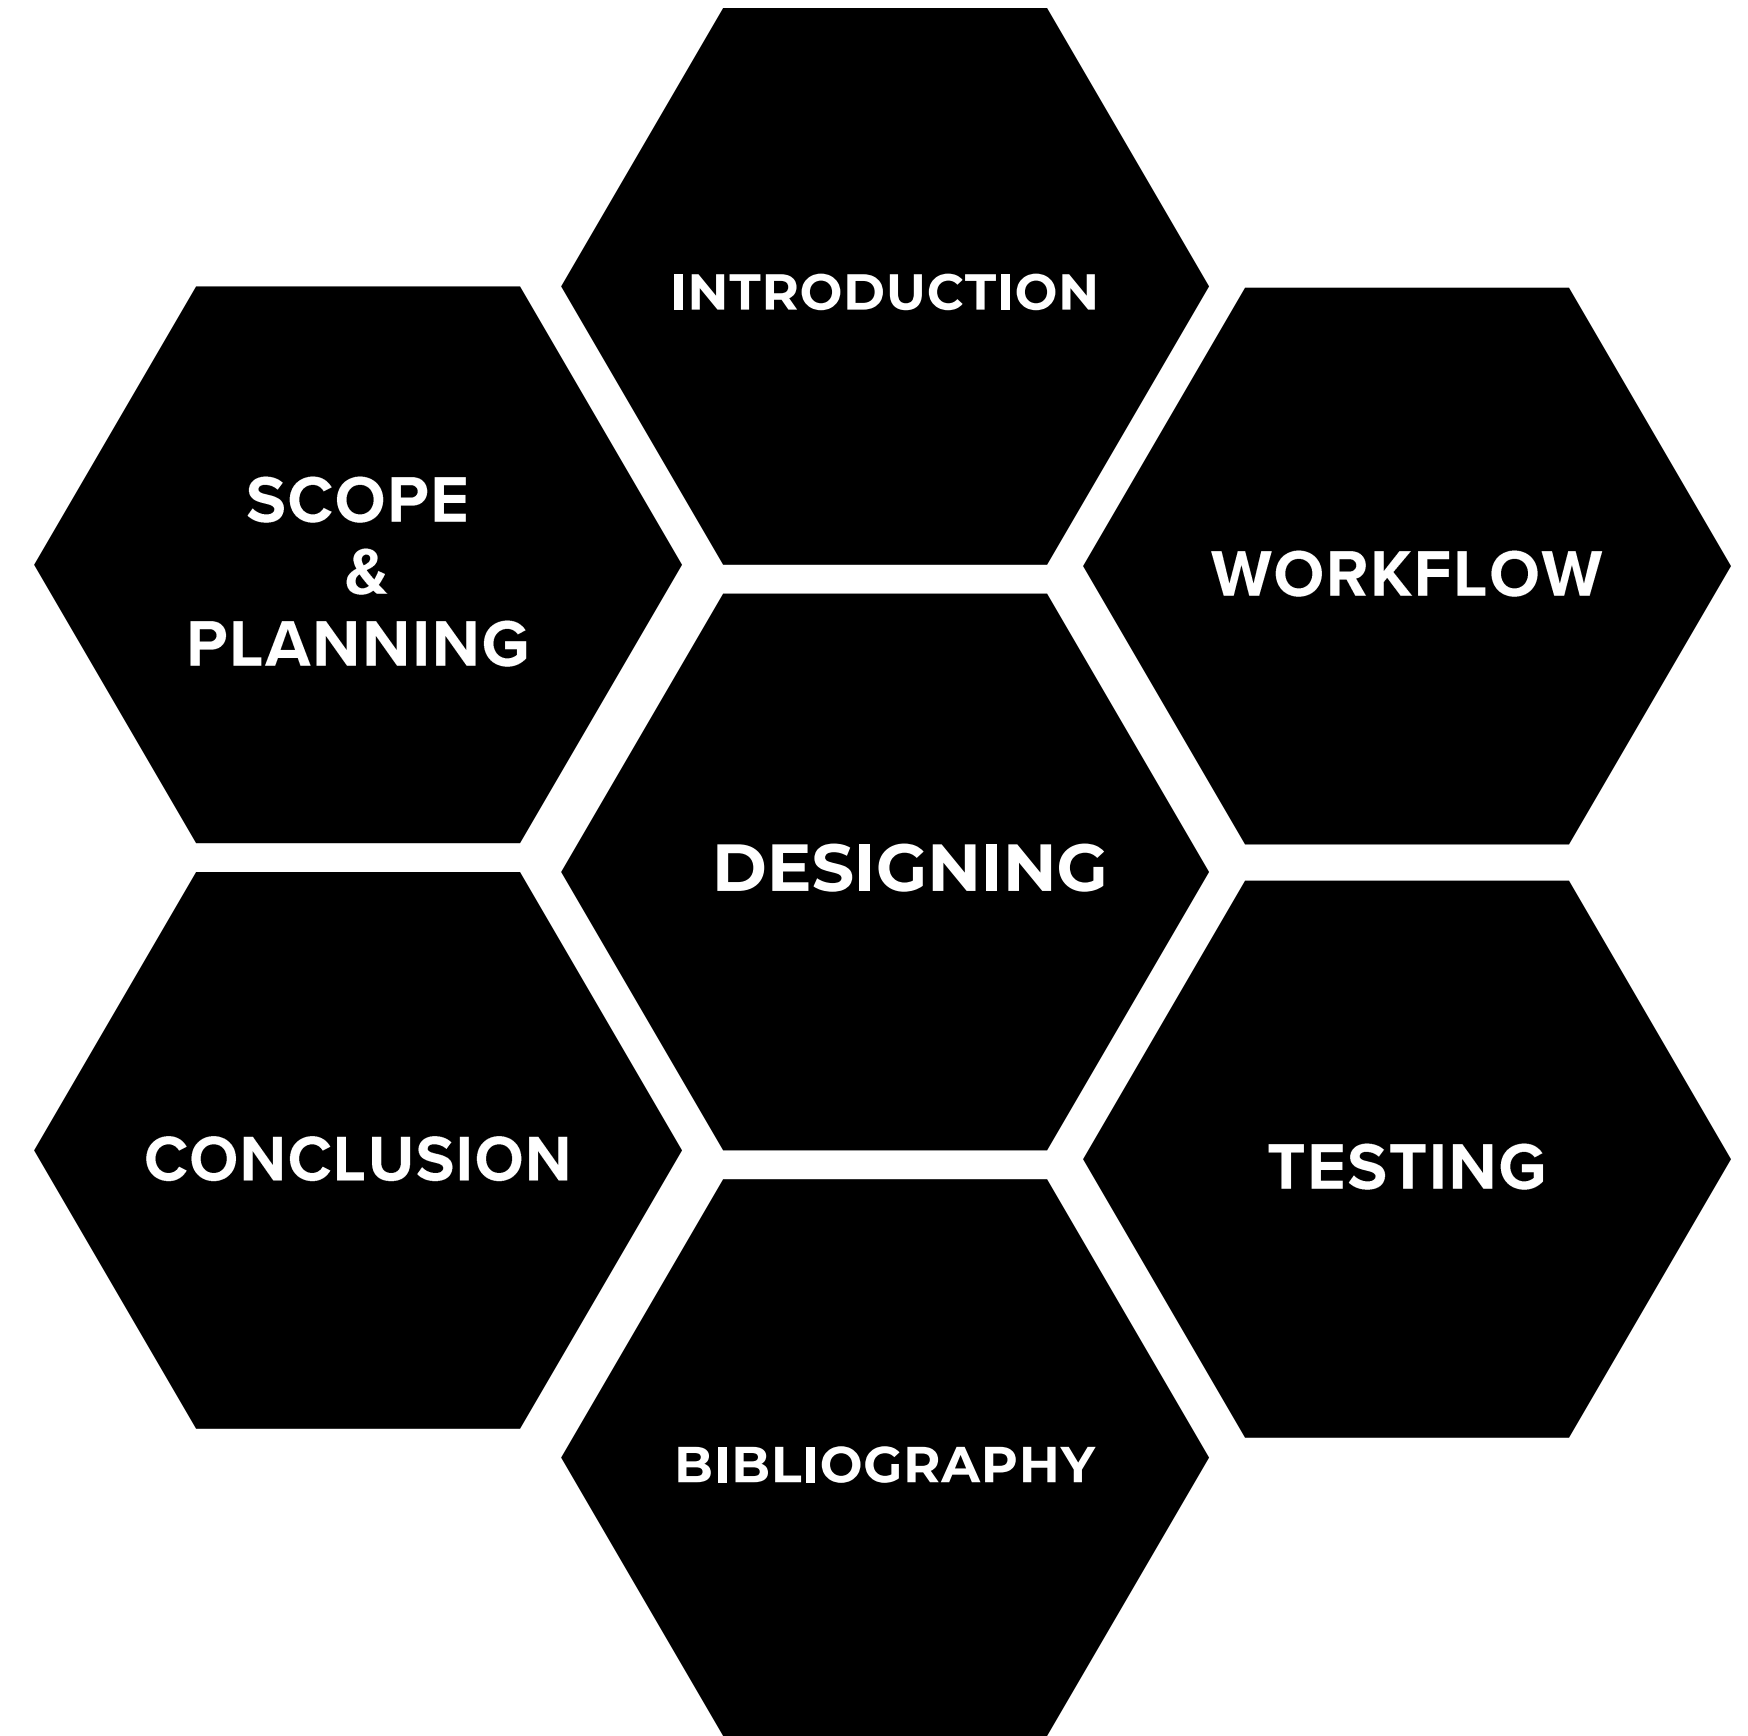 INTRODUCTION
SCOPE
&
PLANNING
WORKFLOW
DESIGNING
CONCLUSION
TESTING
BIBLIOGRAPHY